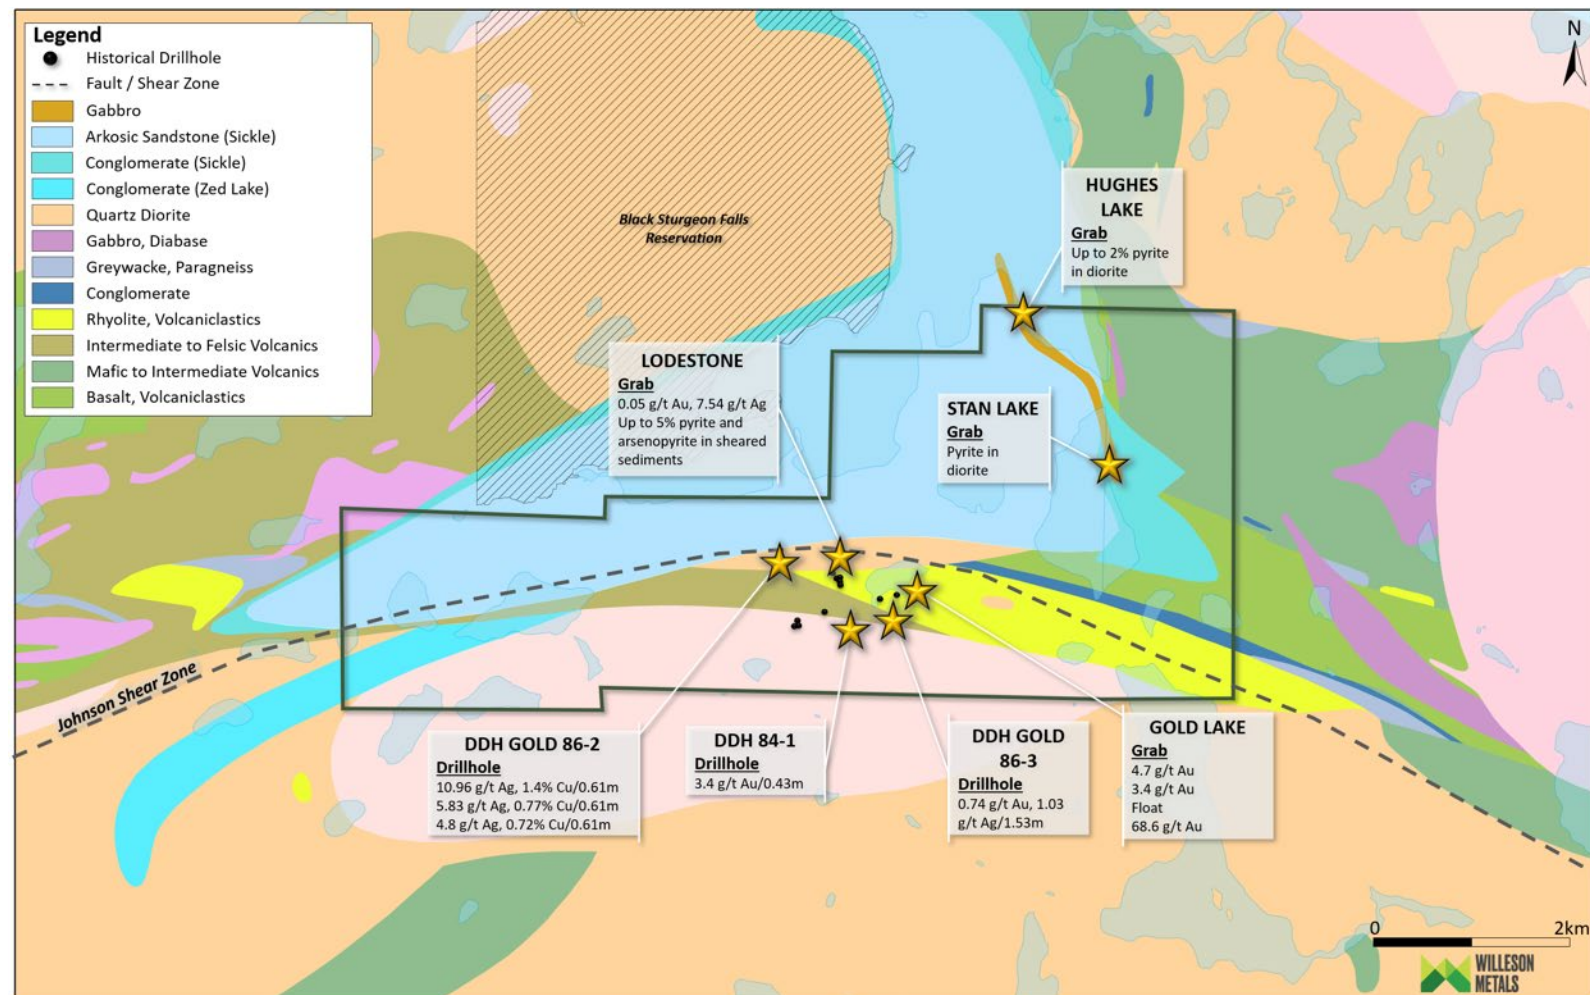 Legend
Historical Drillhole
Fault / Shear Zone
Gabbro
Arkosic Sandstone (Sickle)
Conglomerate (Sickle)
Conglomerate (Zed Lake)
Quartz Diorite
Gabbro, Diabase
Greywacke, Paragneiss
Conglomerate
Rhyolite, Volcaniclastics
Intermediate to Felsic Volcanics
Mafic to Intermediate Volcanics
Basalt, Volcaniclastics
N
Black Sturgeon Falls
Reservation
HUGHES
LAKE
Grab
Up to 2% pyrite
in diorite
LODESTONE
Grab
0.05 g/t Au, 7.54 g/t Ag
Up to 5% pyrite and
arsenopyrite in sheared
sediments
STAN LAKE
Grab
Pyrite in
diorite
Johnson Shear Zone
DDH GOLD 86-2
Drillhole
10.96 g/t Ag, 1.4% Cu/0.61m
5.83 g/t Ag, 0.77% Cu/0.61m
4.8 g/t Ag, 0.72% Cu/0.61m
DDH 84-1
Drillhole
3.4 g/t Au/0.43m
DDH GOLD
86-3
Drillhole
0.74 g/t Au, 1.03
g/t Ag/1.53m
GOLD LAKE
Grab
4.7 g/t Au
3.4 g/t Au
Float
68.6 g/t Au
0 2km
WILLESON
METALS